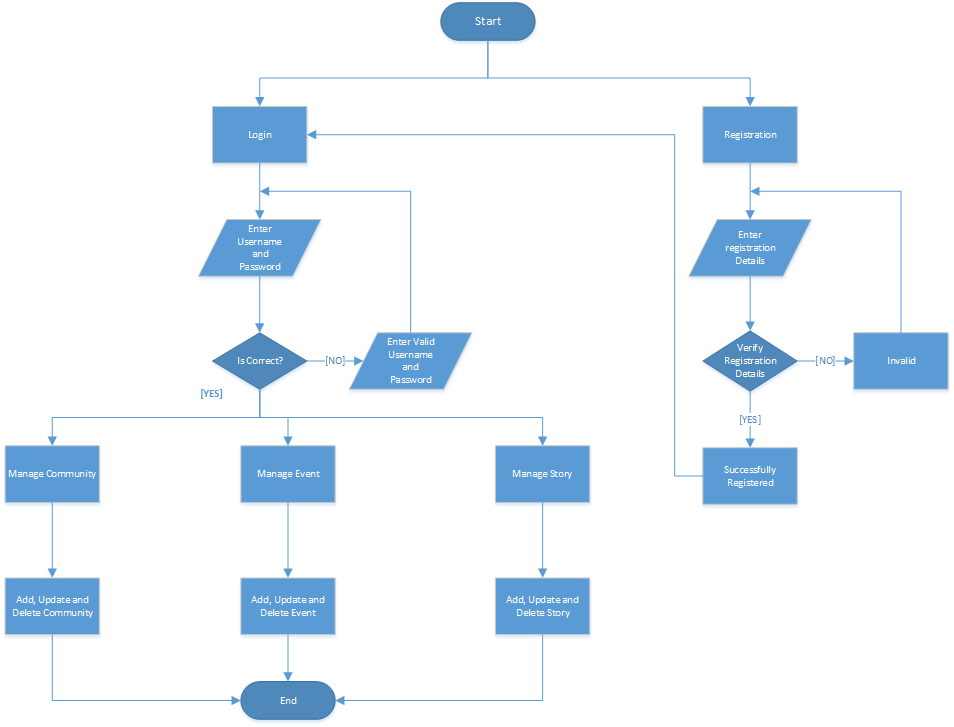 Start
Login
Registration
Enter
Username
and
Password
Enter
registration
Details
Is Correct?
[NO]
Enter Valid
Username
and
Password
Verify
Registration
Details
[NO]
Invalid
[YES]
[YES]
Manage Community
Manage Event
Manage Story
Successfully
Registered
Add, Update and
Delete Community
Add, Update and
Delete Event
Add, Update and
Delete Story
End